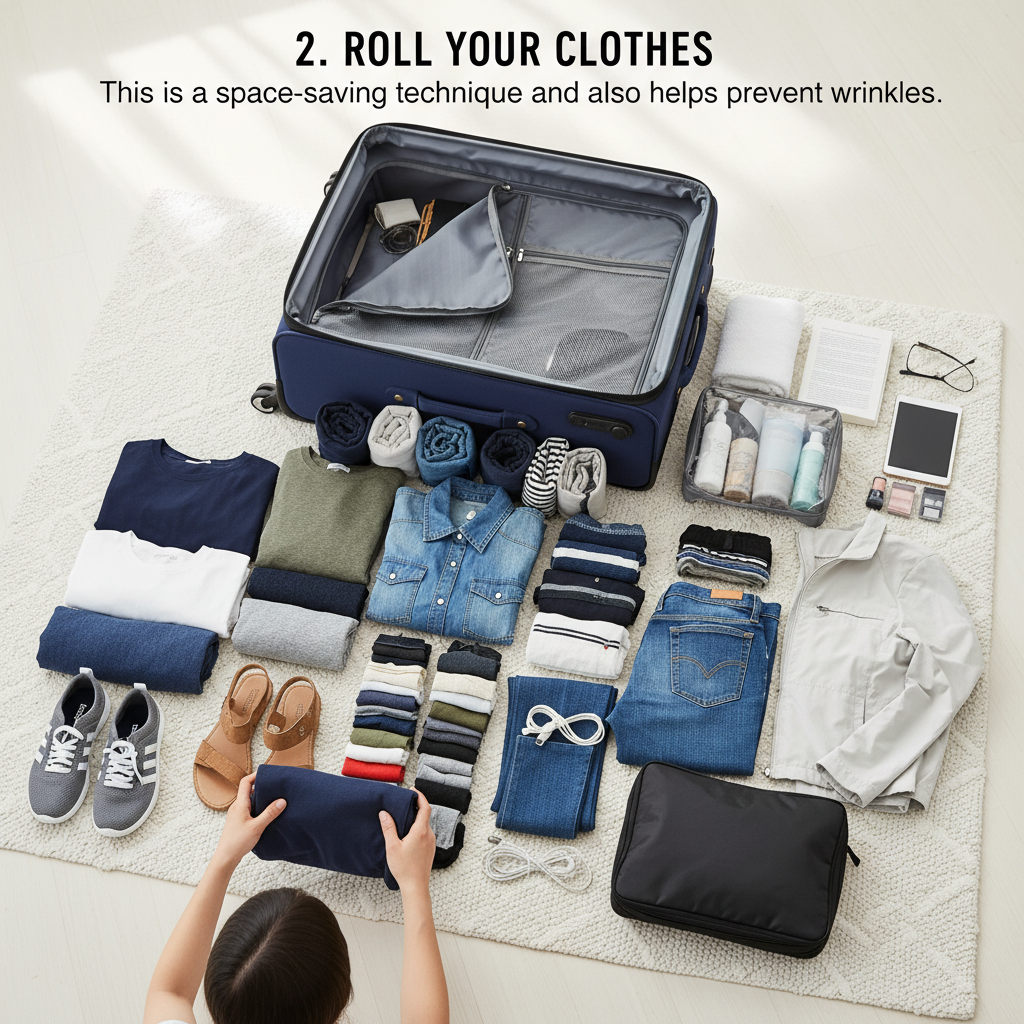 2. ROLL YOUR CLOTHES
This is a space-saving technique and also helps prevent wrinkles.